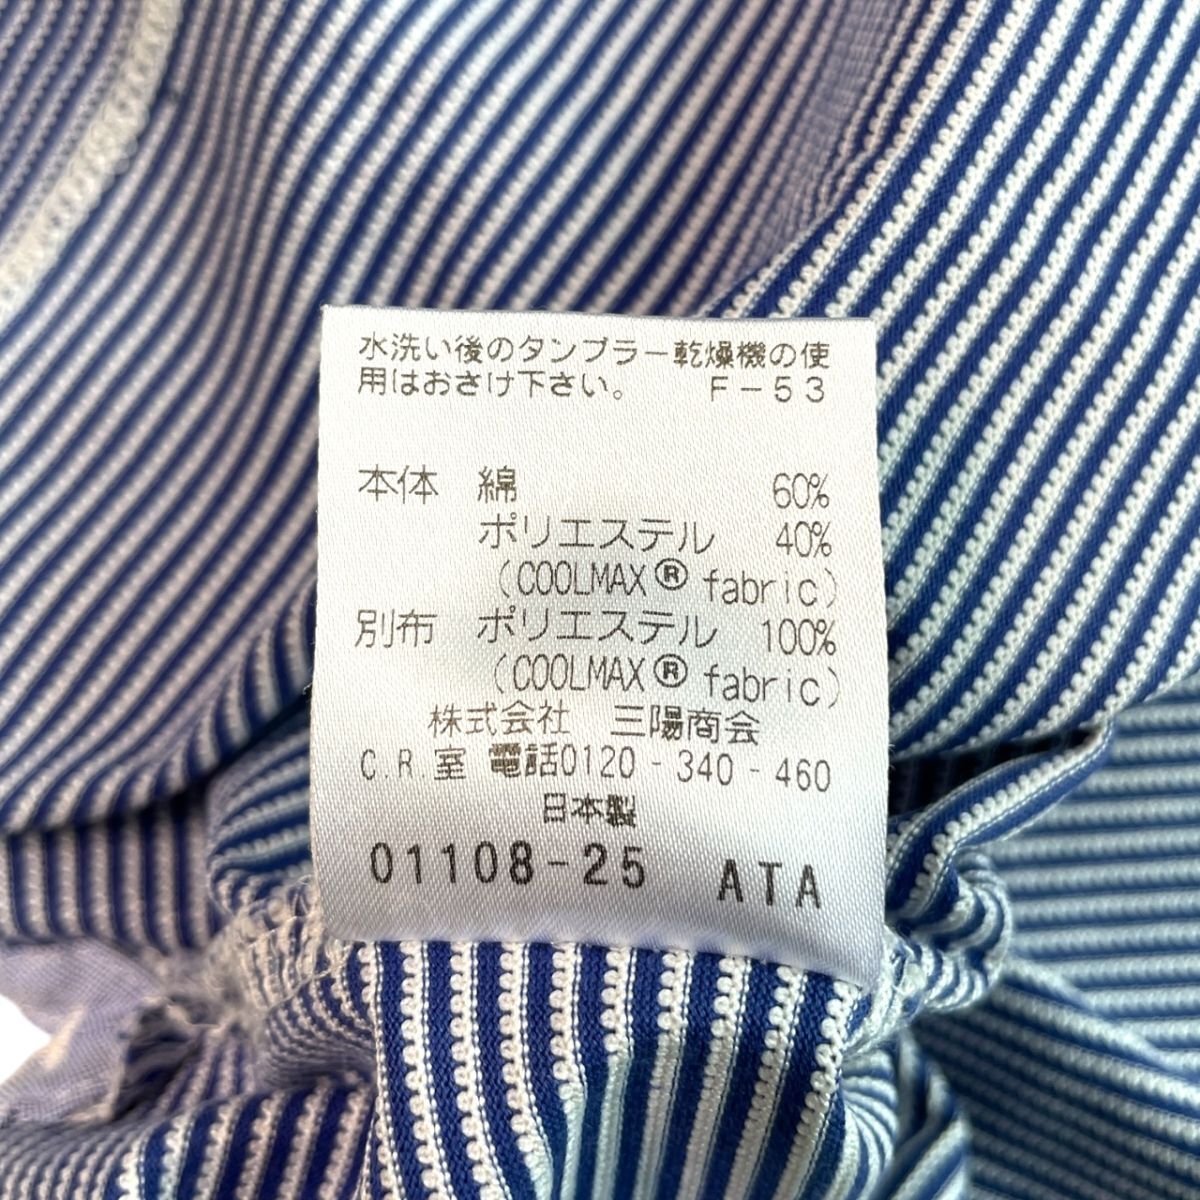 水洗い後のタンブラー乾燥機の使
用はおさけ下さい。 F-53
本体 綿 60%
ポリエステル 40%
(COOLMAX® fabric)
別布 ポリエステル 100%
(COOLMAX® fabric)
株式会社 三陽商会
C.R.室 電話0120-340-460
日本製
01108-25 ATA